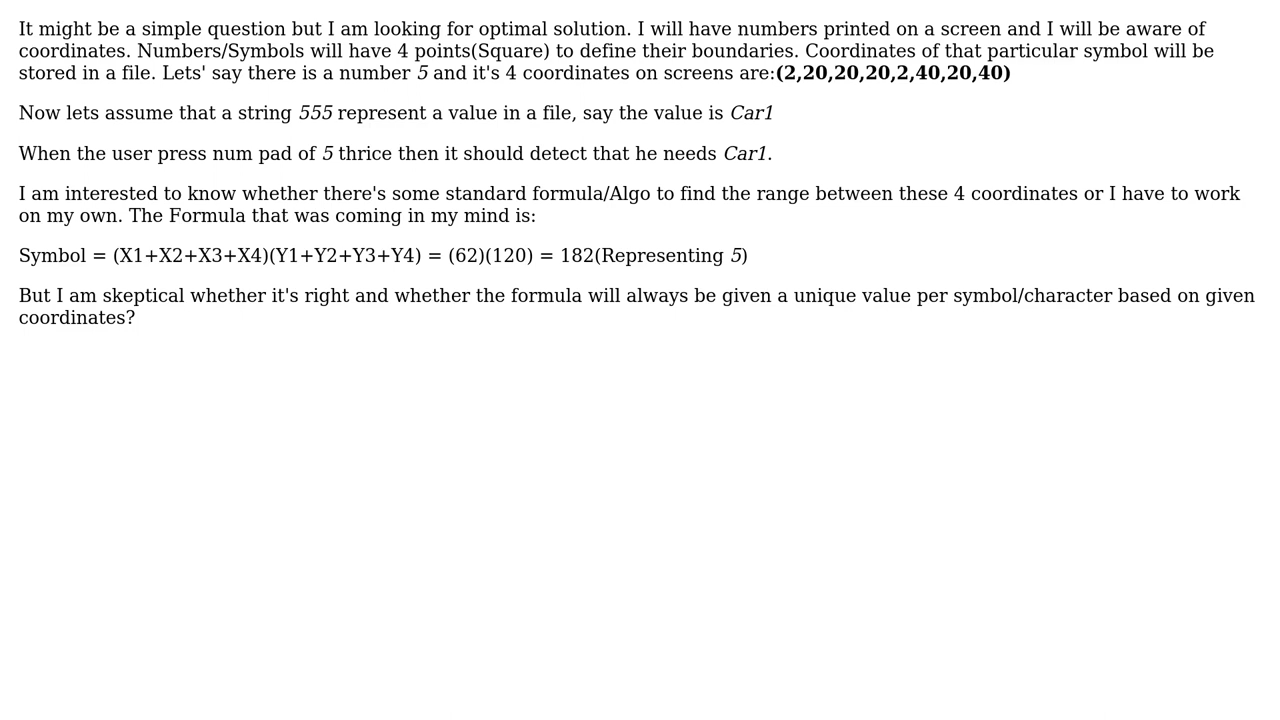 It might be a simple question but I am looking for optimal solution. I will have numbers printed on a screen and I will be aware of
coordinates. Numbers/Symbols will have 4 points(Square) to define their boundaries. Coordinates of that particular symbol will be
stored in a file. Lets' say there is a number 5 and it's 4 coordinates on screens are:(2,20,20,20,2,40,20,40)
Now lets assume that a string 555 represent a value in a file, say the value is Car1
When the user press num pad of 5 thrice then it should detect that he needs Car1.
I am interested to know whether there's some standard formula/Algo to find the range between these 4 coordinates or I have to work
on my own. The Formula that was coming in my mind is:
Symbol = (X1+X2+X3+X4)(Y1+Y2+Y3+Y4) = (62)(120) = 182(Representing 5)
But I am skeptical whether it's right and whether the formula will always be given a unique value per symbol/character based on given
coordinates?